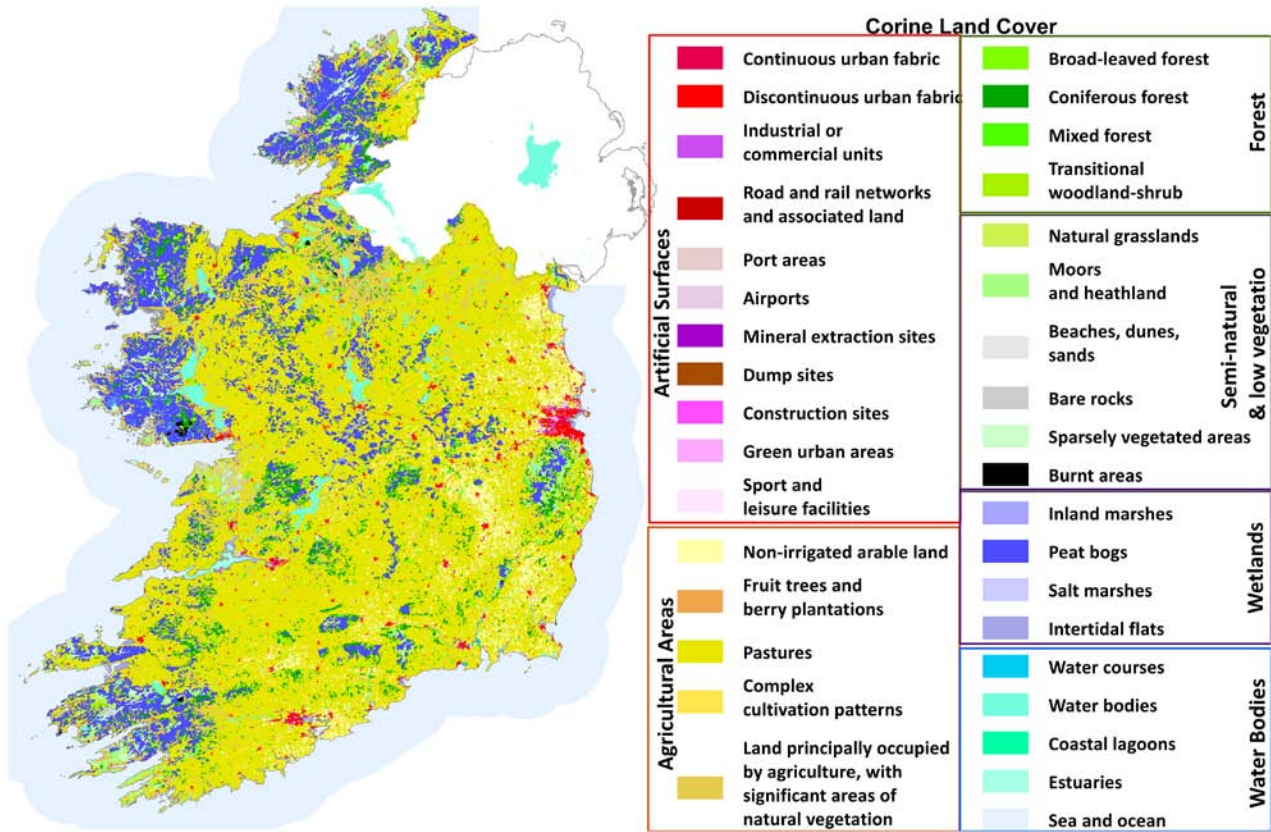 Corine Land Cover
Artificial Surfaces
Continuous urban fabric
Discontinuous urban fabric
Industrial or
commercial units
Road and rail networks
and associated land
Port areas
Airports
Mineral extraction sites
Dump sites
Construction sites
Green urban areas
Sport and
leisure facilities
Agricultural Areas
Non-irrigated arable land
Fruit trees and
berry plantations
Pastures
Complex
cultivation patterns
Land principally occupied
by agriculture, with
significant areas of
natural vegetation
Forest
Broad-leaved forest
Coniferous forest
Mixed forest
Transitional
woodland-shrub
Semi-natural
& low vegetatio
Natural grasslands
Moors
and heathland
Beaches, dunes,
sands
Bare rocks
Sparsely vegetated areas
Burnt areas
Wetlands
Inland marshes
Peat bogs
Salt marshes
Intertidal flats
Water Bodies
Water courses
Water bodies
Coastal lagoons
Estuaries
Sea and ocean